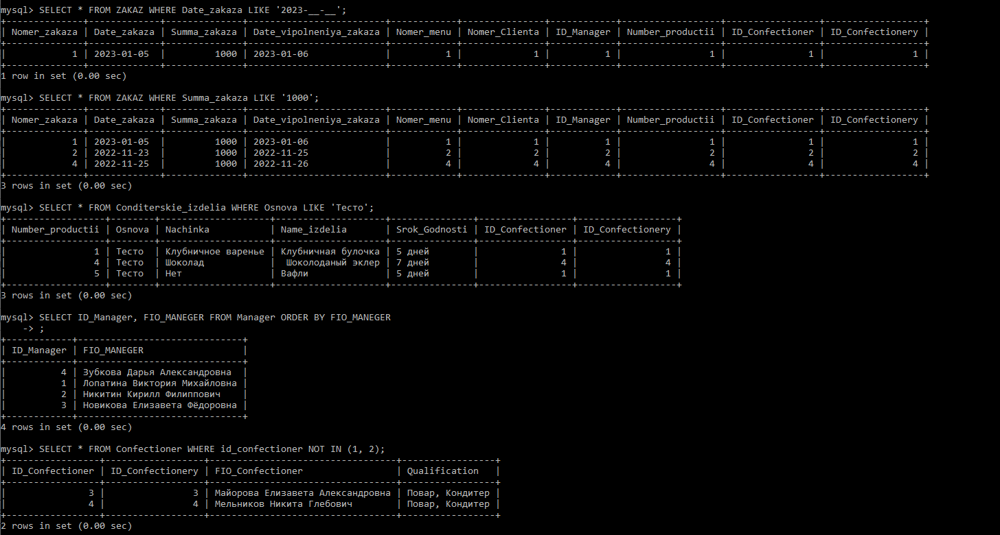 mysql> SELECT * FROM ZAKAZ WHERE Date_zakaza LIKE '2023-__-__';
+--------------+-------------+--------------+-------------------------+------------+---------------+------------+------------------+-----------------+------------------+
| Nomer_zakaza | Date_zakaza | Summa_zakaza | Date_vipolneniya_zakaza | Nomer_menu | Nomer_Clienta | ID_Manager | Number_productii | ID_Confectioner | ID_Confectionery |
+--------------+-------------+--------------+-------------------------+------------+---------------+------------+------------------+-----------------+------------------+
|            1 | 2023-01-05  |         1000 | 2023-01-06              |          1 |             1 |          1 |                1 |               1 |                1 |
+--------------+-------------+--------------+-------------------------+------------+---------------+------------+------------------+-----------------+------------------+
1 row in set (0.00 sec)
mysql> SELECT * FROM ZAKAZ WHERE Summa_zakaza LIKE '1000';
+--------------+-------------+--------------+-------------------------+------------+---------------+------------+------------------+-----------------+------------------+
| Nomer_zakaza | Date_zakaza | Summa_zakaza | Date_vipolneniya_zakaza | Nomer_menu | Nomer_Clienta | ID_Manager | Number_productii | ID_Confectioner | ID_Confectionery |
+--------------+-------------+--------------+-------------------------+------------+---------------+------------+------------------+-----------------+------------------+
|            1 | 2023-01-05  |         1000 | 2023-01-06              |          1 |             1 |          1 |                1 |               1 |                1 |
|            2 | 2022-11-23  |         1000 | 2022-11-25              |          2 |             2 |          2 |                2 |               2 |                2 |
|            4 | 2022-11-25  |         1000 | 2022-11-26              |          4 |             4 |          4 |                4 |               4 |                4 |
+--------------+-------------+--------------+-------------------------+------------+---------------+------------+------------------+-----------------+------------------+
3 rows in set (0.00 sec)
mysql> SELECT * FROM Conditerskie_izdelia WHERE Osnova LIKE 'Тесто';
+------------------+--------+--------------------+--------------------+---------------+-----------------+------------------+
| Number_productii | Osnova | Nachinka           | Name_izdelia       | Srok_Godnosti | ID_Confectioner | ID_Confectionery |
+------------------+--------+--------------------+--------------------+---------------+-----------------+------------------+
|                1 | Тесто  | Клубничное варенье | Клубничная булочка | 5 дней        |               1 |                1 |
|                4 | Тесто  | Шоколад            |  Шоколоданый эклер | 7 дней        |               4 |                4 |
|                5 | Тесто  | Нет                | Вафли              | 5 дней        |               1 |                1 |
+------------------+--------+--------------------+--------------------+---------------+-----------------+------------------+
3 rows in set (0.00 sec)
mysql> SELECT ID_Manager, FIO_MANEGER FROM Manager ORDER BY FIO_MANEGER
    -> ;
+------------+------------------------------+
| ID_Manager | FIO_MANEGER                  |
+------------+------------------------------+
|          4 | Зубкова Дарья Александровна  |
|          1 | Лопатина Виктория Михайловна |
|          2 | Никитин Кирилл Филиппович    |
|          3 | Новикова Елизавета Фёдоровна |
+------------+------------------------------+
4 rows in set (0.00 sec)
mysql> SELECT * FROM Confectioner WHERE id_confectioner NOT IN (1, 2);
+-----------------+------------------+----------------------------------+-----------------+
| ID_Confectioner | ID_Confectionery | FIO_Confectioner                 | Qualification   |
+-----------------+------------------+----------------------------------+-----------------+
|               3 |                3 | Майорова Елизавета Александровна | Повар, Кондитер |
|               4 |                4 | Мельников Никита Глебович        | Повар, Кондитер |
+-----------------+------------------+----------------------------------+-----------------+
2 rows in set (0.00 sec)